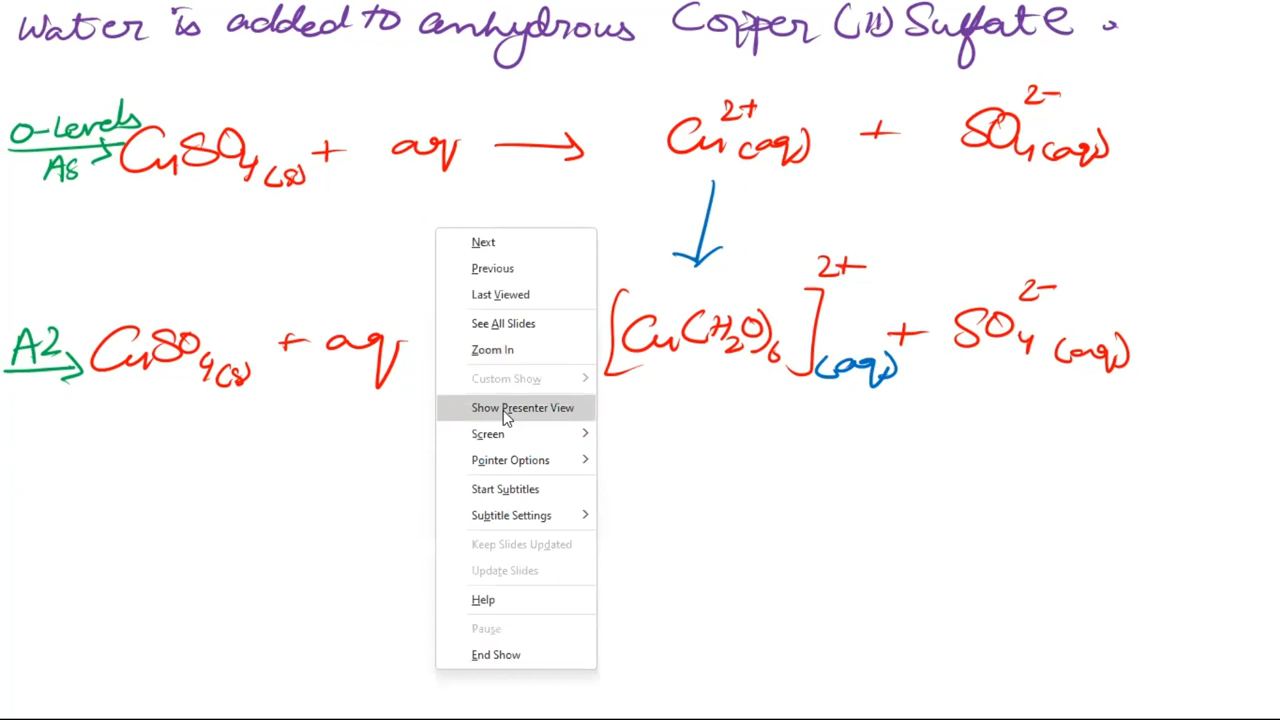 Water is added to anhydrous Copper (II) Sulfate.
O-Levels
AS
CuSO4(s) + aq → Cu2+(aq) + SO42-(aq)
A2
CuSO4(s) + aq [Cu(H2O)6]2+(aq) + SO42-(aq)
Next
Previous
Last Viewed
See All Slides
Zoom In
Custom Show
Show Presenter View
Screen
Pointer Options
Start Subtitles
Subtitle Settings
Keep Slides Updated
Update Slides
Help
Pause
End Show